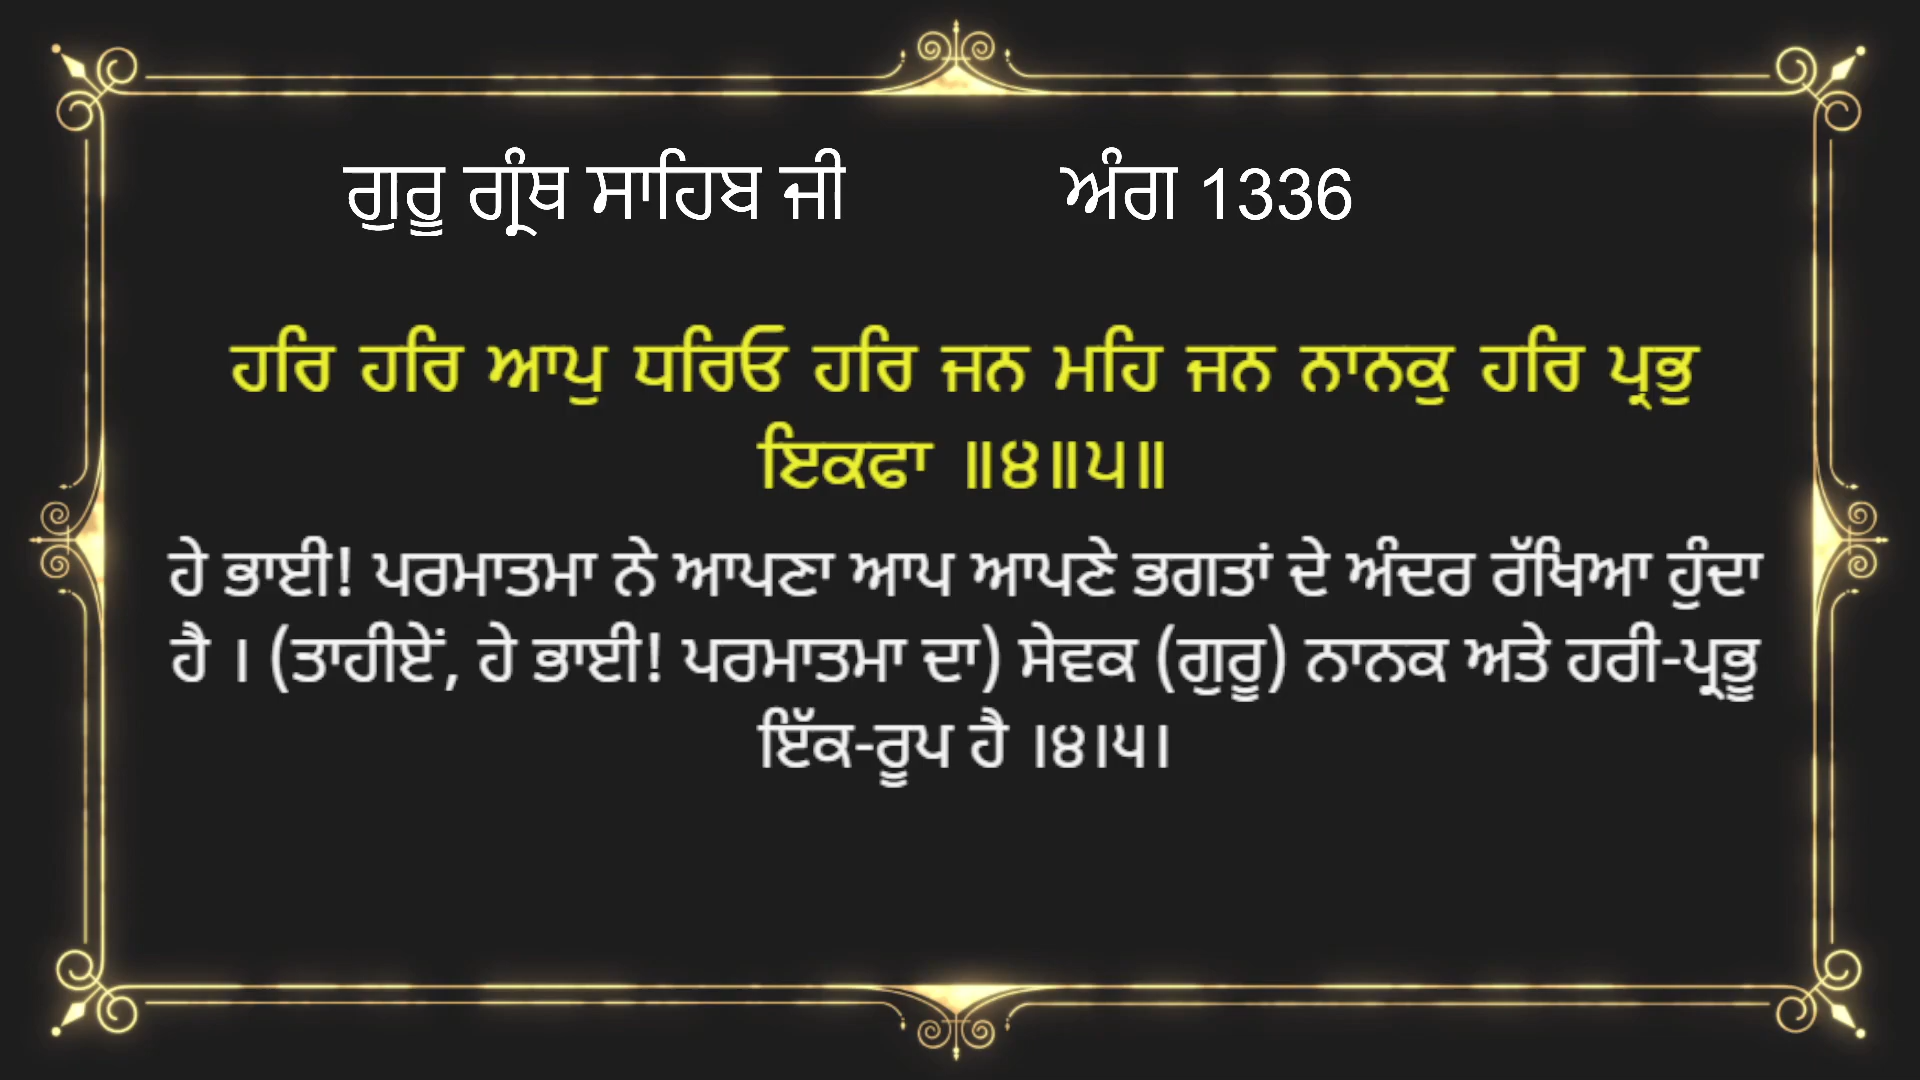 ਗੁਰੂ ਗ੍ਰੰਥ ਸਾਹਿਬ ਜੀ ਅੰਗ 1336
ਹਰਿ ਹਰਿ ਆਪੁ ਧਰਿਓ ਹਰਿ ਜਨ ਮਹਿ ਜਨ ਨਾਨਕੁ ਹਰਿ ਪ੍ਰਭੁ
ਇਕਫਾ ॥੪॥੫॥
ਹੇ ਭਾਈ! ਪਰਮਾਤਮਾ ਨੇ ਆਪਣਾ ਆਪ ਆਪਣੇ ਭਗਤਾਂ ਦੇ ਅੰਦਰ ਰੱਖਿਆ ਹੁੰਦਾ
ਹੈ । (ਤਾਹੀਏਂ, ਹੇ ਭਾਈ! ਪਰਮਾਤਮਾ ਦਾ) ਸੇਵਕ (ਗੁਰੂ) ਨਾਨਕ ਅਤੇ ਹਰੀ-ਪ੍ਰਭੂ
ਇੱਕ-ਰੂਪ ਹੈ ।੪।੫।